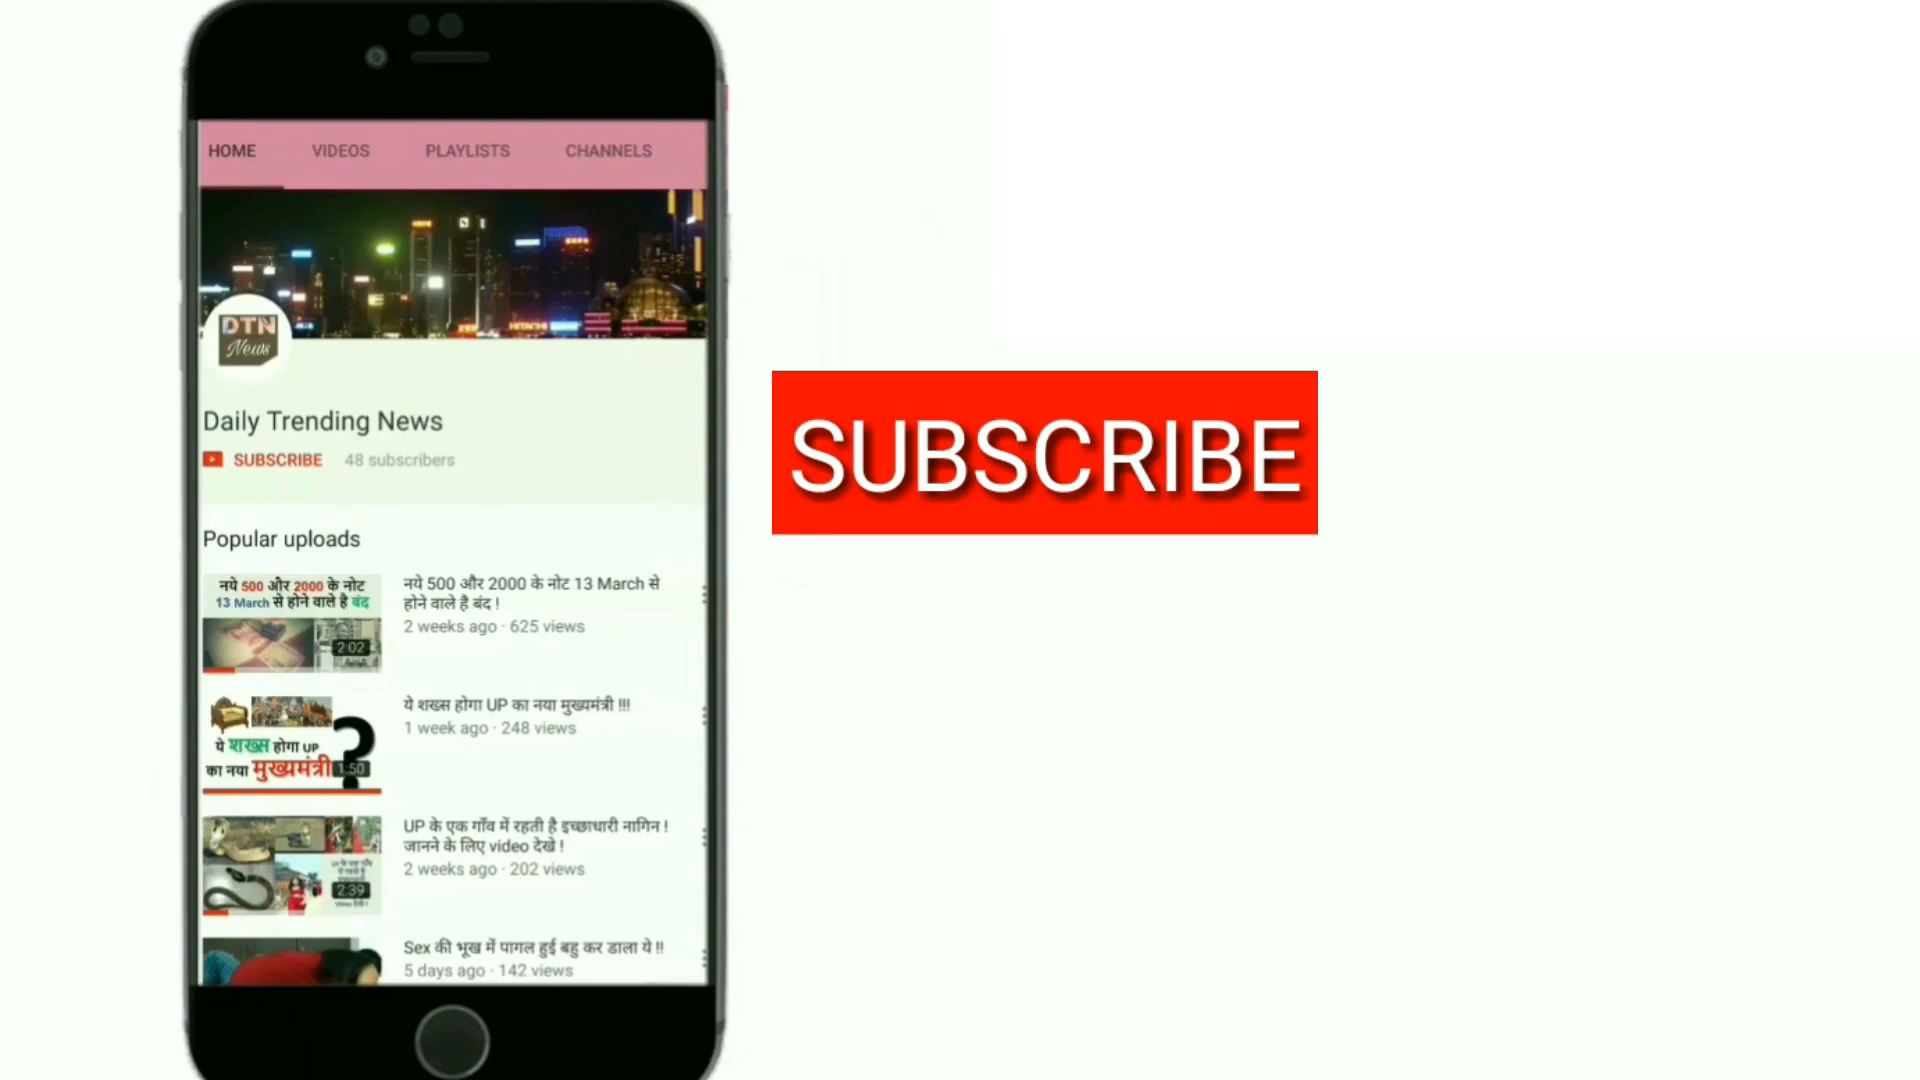 HOME VIDEOS PLAYLISTS CHANNELS
HITACHI
DTN
News
Daily Trending News
SUBSCRIBE 48 subscribers
SUBSCRIBE
Popular uploads
नये 500 और 2000 के नोट
13 March से होने वाले है बंद
2:02
नये 500 और 2000 के नोट 13 March से
होने वाले है बंद !
2 weeks ago · 625 views
ये शख्स होगा UP
का नया मुख्यमंत्री ?
1:50
ये शख्स होगा UP का नया मुख्यमंत्री !!!
1 week ago · 248 views
2:39
UP के एक गाँव में रहती है इच्छाधारी नागिन !
जानने के लिए video देखे !
2 weeks ago · 202 views
Sex की भूख में पागल हुई बहु कर डाला ये !!
5 days ago · 142 views